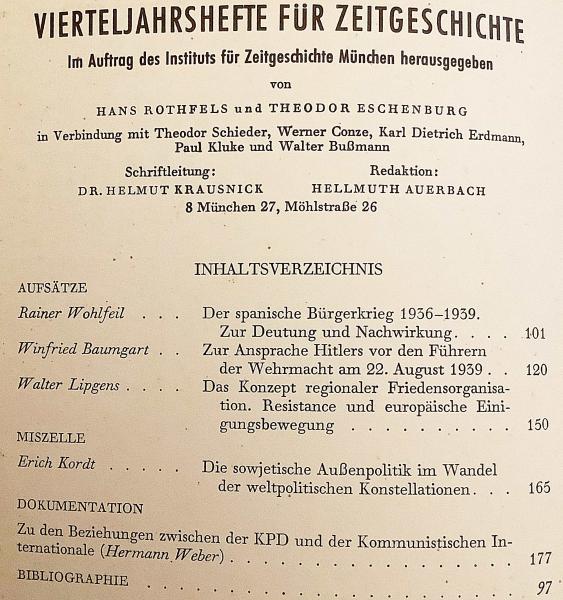 VIERTELJAHRSHEFTE FÜR ZEITGESCHICHTE
Im Auftrag des Instituts für Zeitgeschichte München herausgegeben
von
HANS ROTHFELS und THEODOR ESCHENBURG
in Verbindung mit Theodor Schieder, Werner Conze, Karl Dietrich Erdmann,
Paul Kluke und Walter Bußmann
Schriftleitung: Redaktion:
DR. HELMUT KRAUSNICK HELLMUTH AUERBACH
8 München 27, Möhlstraße 26
INHALTSVERZEICHNIS
AUFSÄTZE
Rainer Wohlfeil . . . Der spanische Bürgerkrieg 1936–1939.
Zur Deutung und Nachwirkung. . . . 101
Winfried Baumgart . . Zur Ansprache Hitlers vor den Führern
der Wehrmacht am 22. August 1939 . . 120
Walter Lipgens . . . . Das Konzept regionaler Friedensorganisa-
tion. Resistance und europäische Eini-
gungsbewegung . . . . . . . . . . 150
MISZELLE
Erich Kordt . . . . . Die sowjetische Außenpolitik im Wandel
der weltpolitischen Konstellationen. . . 165
DOKUMENTATION
Zu den Beziehungen zwischen der KPD und der Kommunistischen In-
ternationale (Hermann Weber) . . . . . . . . . . . . . . . . 177
BIBLIOGRAPHIE . . . . . . . . . . . . . . . . . . . . . 97